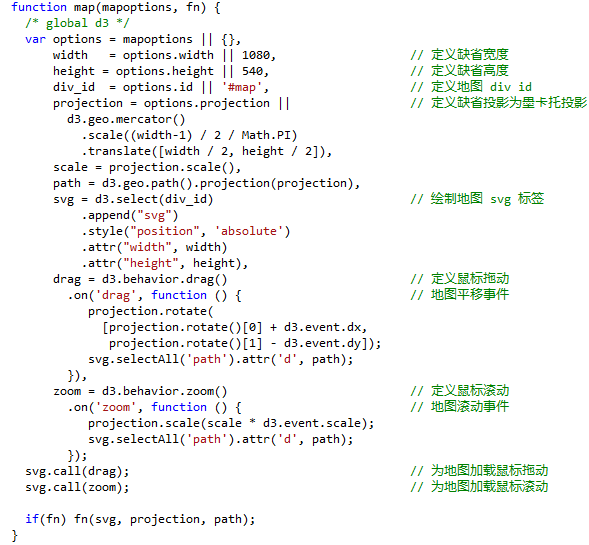 function map(mapoptions, fn) {
  /* global d3 */
  var options = mapoptions || {},
      width   = options.width || 1080,                   // 定义缺省宽度
      height = options.height || 540,                    // 定义缺省高度
      div_id  = options.id || '#map',                    // 定义地图 div id
      projection = options.projection ||                 // 定义缺省投影为墨卡托投影
        d3.geo.mercator()
          .scale((width-1) / 2 / Math.PI)
          .translate([width / 2, height / 2]),
      scale = projection.scale(),
      path = d3.geo.path().projection(projection),
      svg = d3.select(div_id)                            // 绘制地图 svg 标签
          .append("svg")
          .style("position", 'absolute')
          .attr("width", width)
          .attr("height", height),
      drag = d3.behavior.drag()                          // 定义鼠标拖动
        .on('drag', function () {                        // 地图平移事件
           projection.rotate(
             [projection.rotate()[0] + d3.event.dx,
              projection.rotate()[1] - d3.event.dy]);
           svg.selectAll('path').attr('d', path);
        }),
      zoom = d3.behavior.zoom()                          // 定义鼠标滚动
        .on('zoom', function () {                        // 地图滚动事件
           projection.scale(scale * d3.event.scale);
           svg.selectAll('path').attr('d', path);
        });
  svg.call(drag);                                        // 为地图加载鼠标拖动
  svg.call(zoom);                                        // 为地图加载鼠标滚动
  if(fn) fn(svg, projection, path);
}